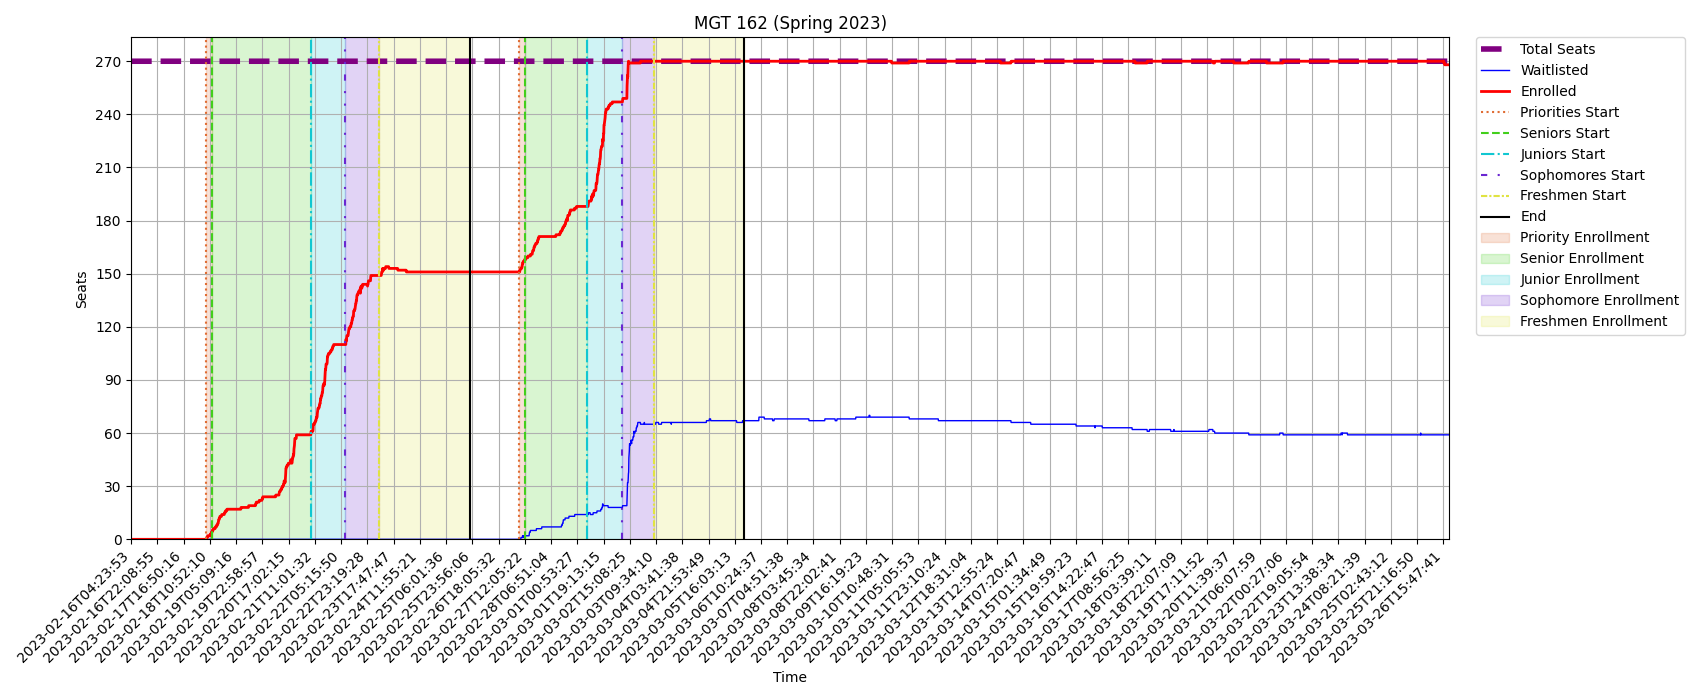 MGT 162 (Spring 2023)
Seats
270
240
210
180
150
120
90
60
30
0
2023-02-16T04:23:53
2023-02-16T22:08:55
2023-02-17T16:50:16
2023-02-18T10:52:10
2023-02-19T05:09:16
2023-02-19T22:58:57
2023-02-20T17:02:15
2023-02-21T11:01:32
2023-02-22T05:15:50
2023-02-22T23:19:28
2023-02-23T17:47:47
2023-02-24T11:55:21
2023-02-25T06:01:36
2023-02-25T23:56:06
2023-02-26T18:05:32
2023-02-27T12:05:22
2023-02-28T06:51:04
2023-03-01T00:53:27
2023-03-01T19:13:15
2023-03-02T15:08:25
2023-03-03T09:34:10
2023-03-04T03:41:38
2023-03-04T21:53:49
2023-03-05T16:03:13
2023-03-06T10:24:37
2023-03-07T04:51:38
2023-03-08T03:45:34
2023-03-08T22:02:41
2023-03-09T16:19:23
2023-03-10T10:48:31
2023-03-11T05:05:53
2023-03-11T23:10:24
2023-03-12T18:31:04
2023-03-13T12:55:24
2023-03-14T07:20:47
2023-03-15T01:34:49
2023-03-15T19:59:23
2023-03-16T14:22:47
2023-03-17T08:56:25
2023-03-18T03:39:11
2023-03-18T22:07:09
2023-03-19T17:11:52
2023-03-20T11:39:37
2023-03-21T06:07:59
2023-03-22T00:27:06
2023-03-22T19:05:54
2023-03-23T13:38:34
2023-03-24T08:21:39
2023-03-25T02:43:12
2023-03-25T21:16:50
2023-03-26T15:47:41
Time
Total Seats
Waitlisted
Enrolled
Priorities Start
Seniors Start
Juniors Start
Sophomores Start
Freshmen Start
End
Priority Enrollment
Senior Enrollment
Junior Enrollment
Sophomore Enrollment
Freshmen Enrollment